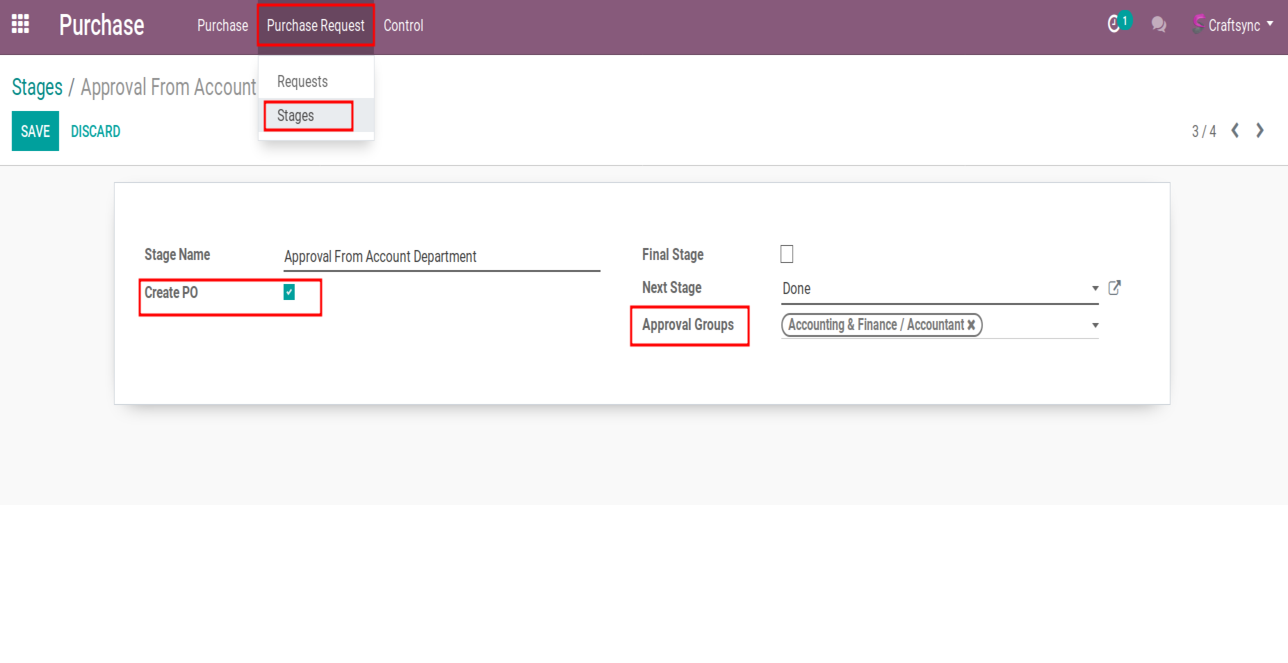 Purchase Purchase Purchase Request Control 1 Craftsync
Requests
Stages
Stages / Approval From Account
SAVE DISCARD 3 / 4
Stage Name Approval From Account Department Final Stage
Create PO Next Stage Done
Approval Groups Accounting & Finance / Accountant ✖